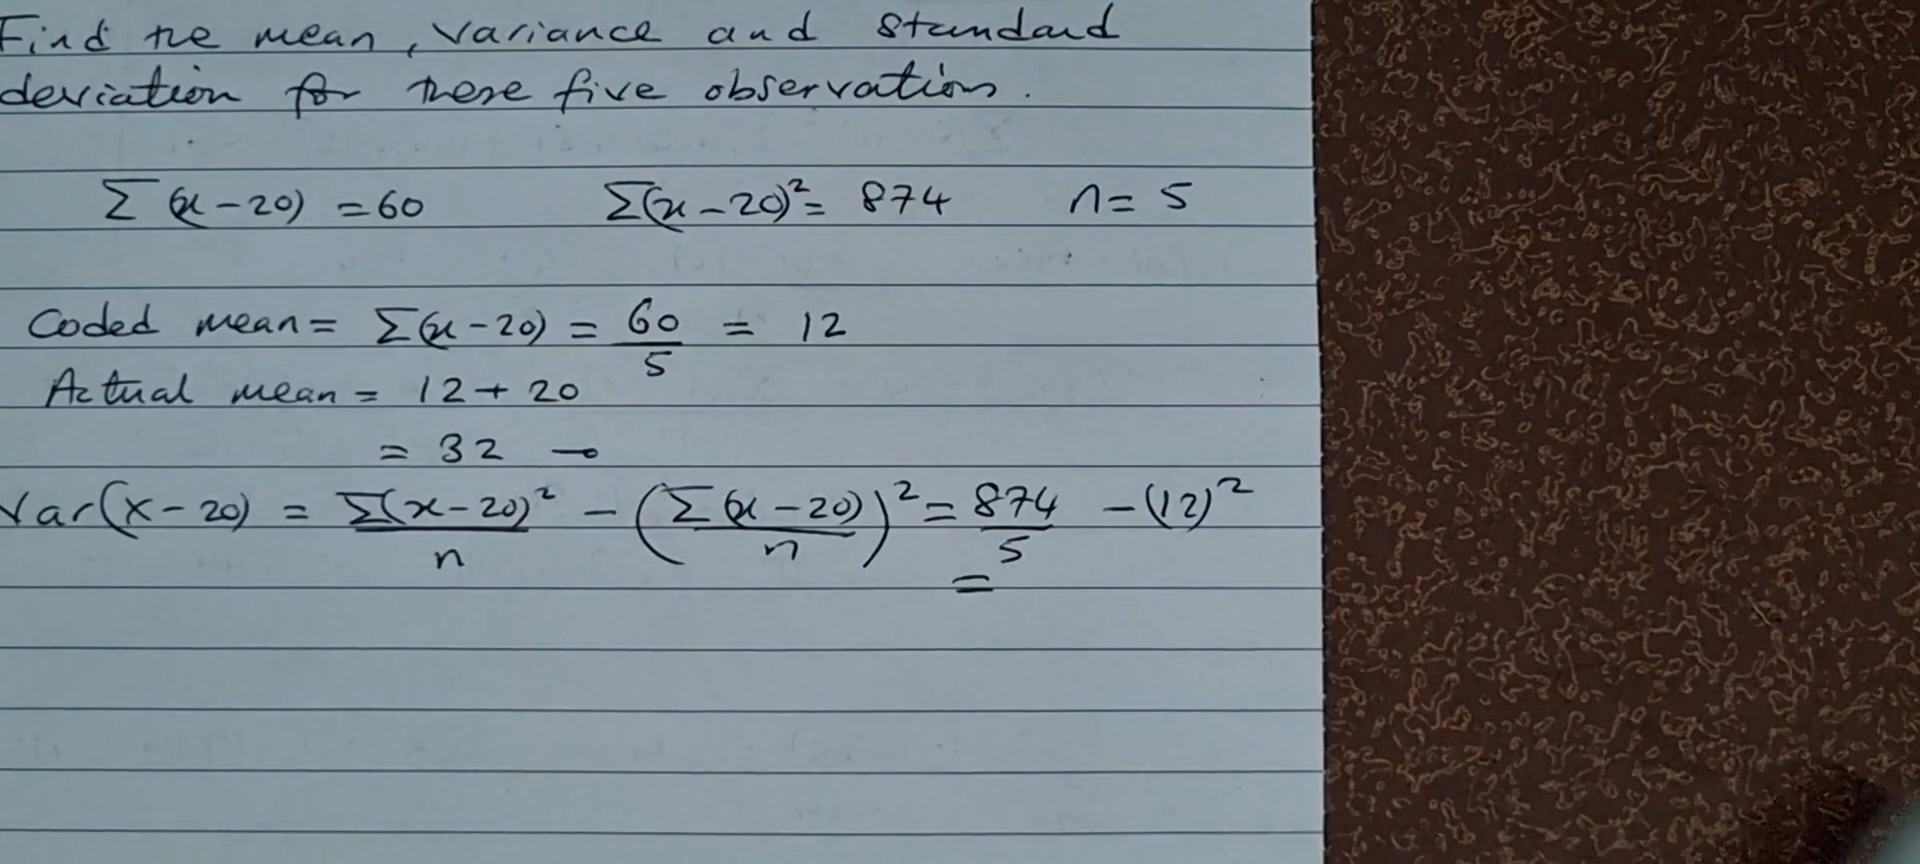 Find the mean, variance and standard
deviation for these five observations.
Σ(x-20) = 60 Σ(x-20)² = 874 n = 5
Coded mean = Σ(x-20) = 60/5 = 12
Actual mean = 12 + 20
= 32
Var(x-20) = Σ(x-20)²/n - (Σ(x-20)/n)² = 874/5 - (12)²
=